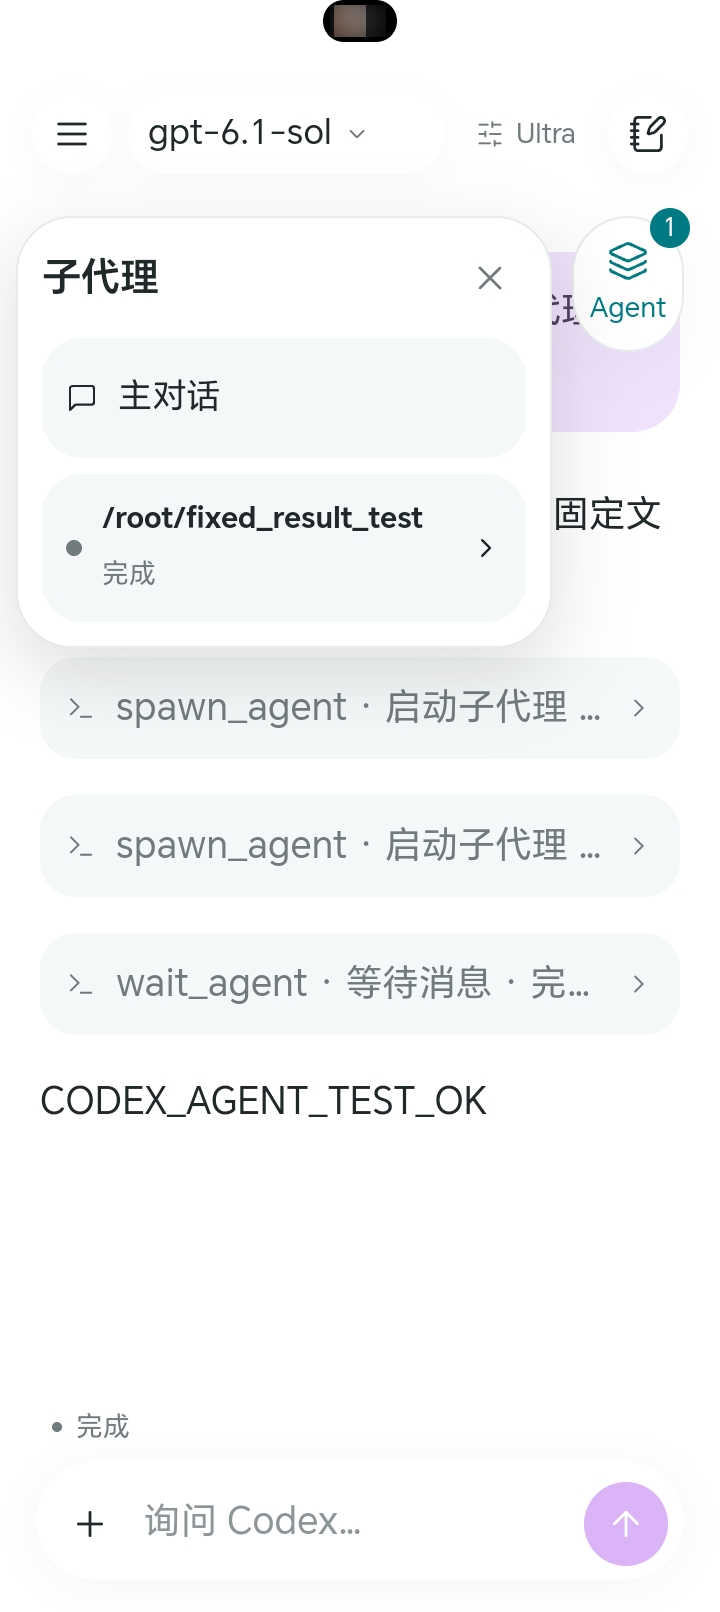 gpt-6.1-sol
Ultra
子代理
1
Agent
主对话
/root/fixed_result_test
完成
固定文
spawn_agent · 启动子代理 ...
spawn_agent · 启动子代理 ...
wait_agent · 等待消息 · 完...
CODEX_AGENT_TEST_OK
完成
询问 Codex...